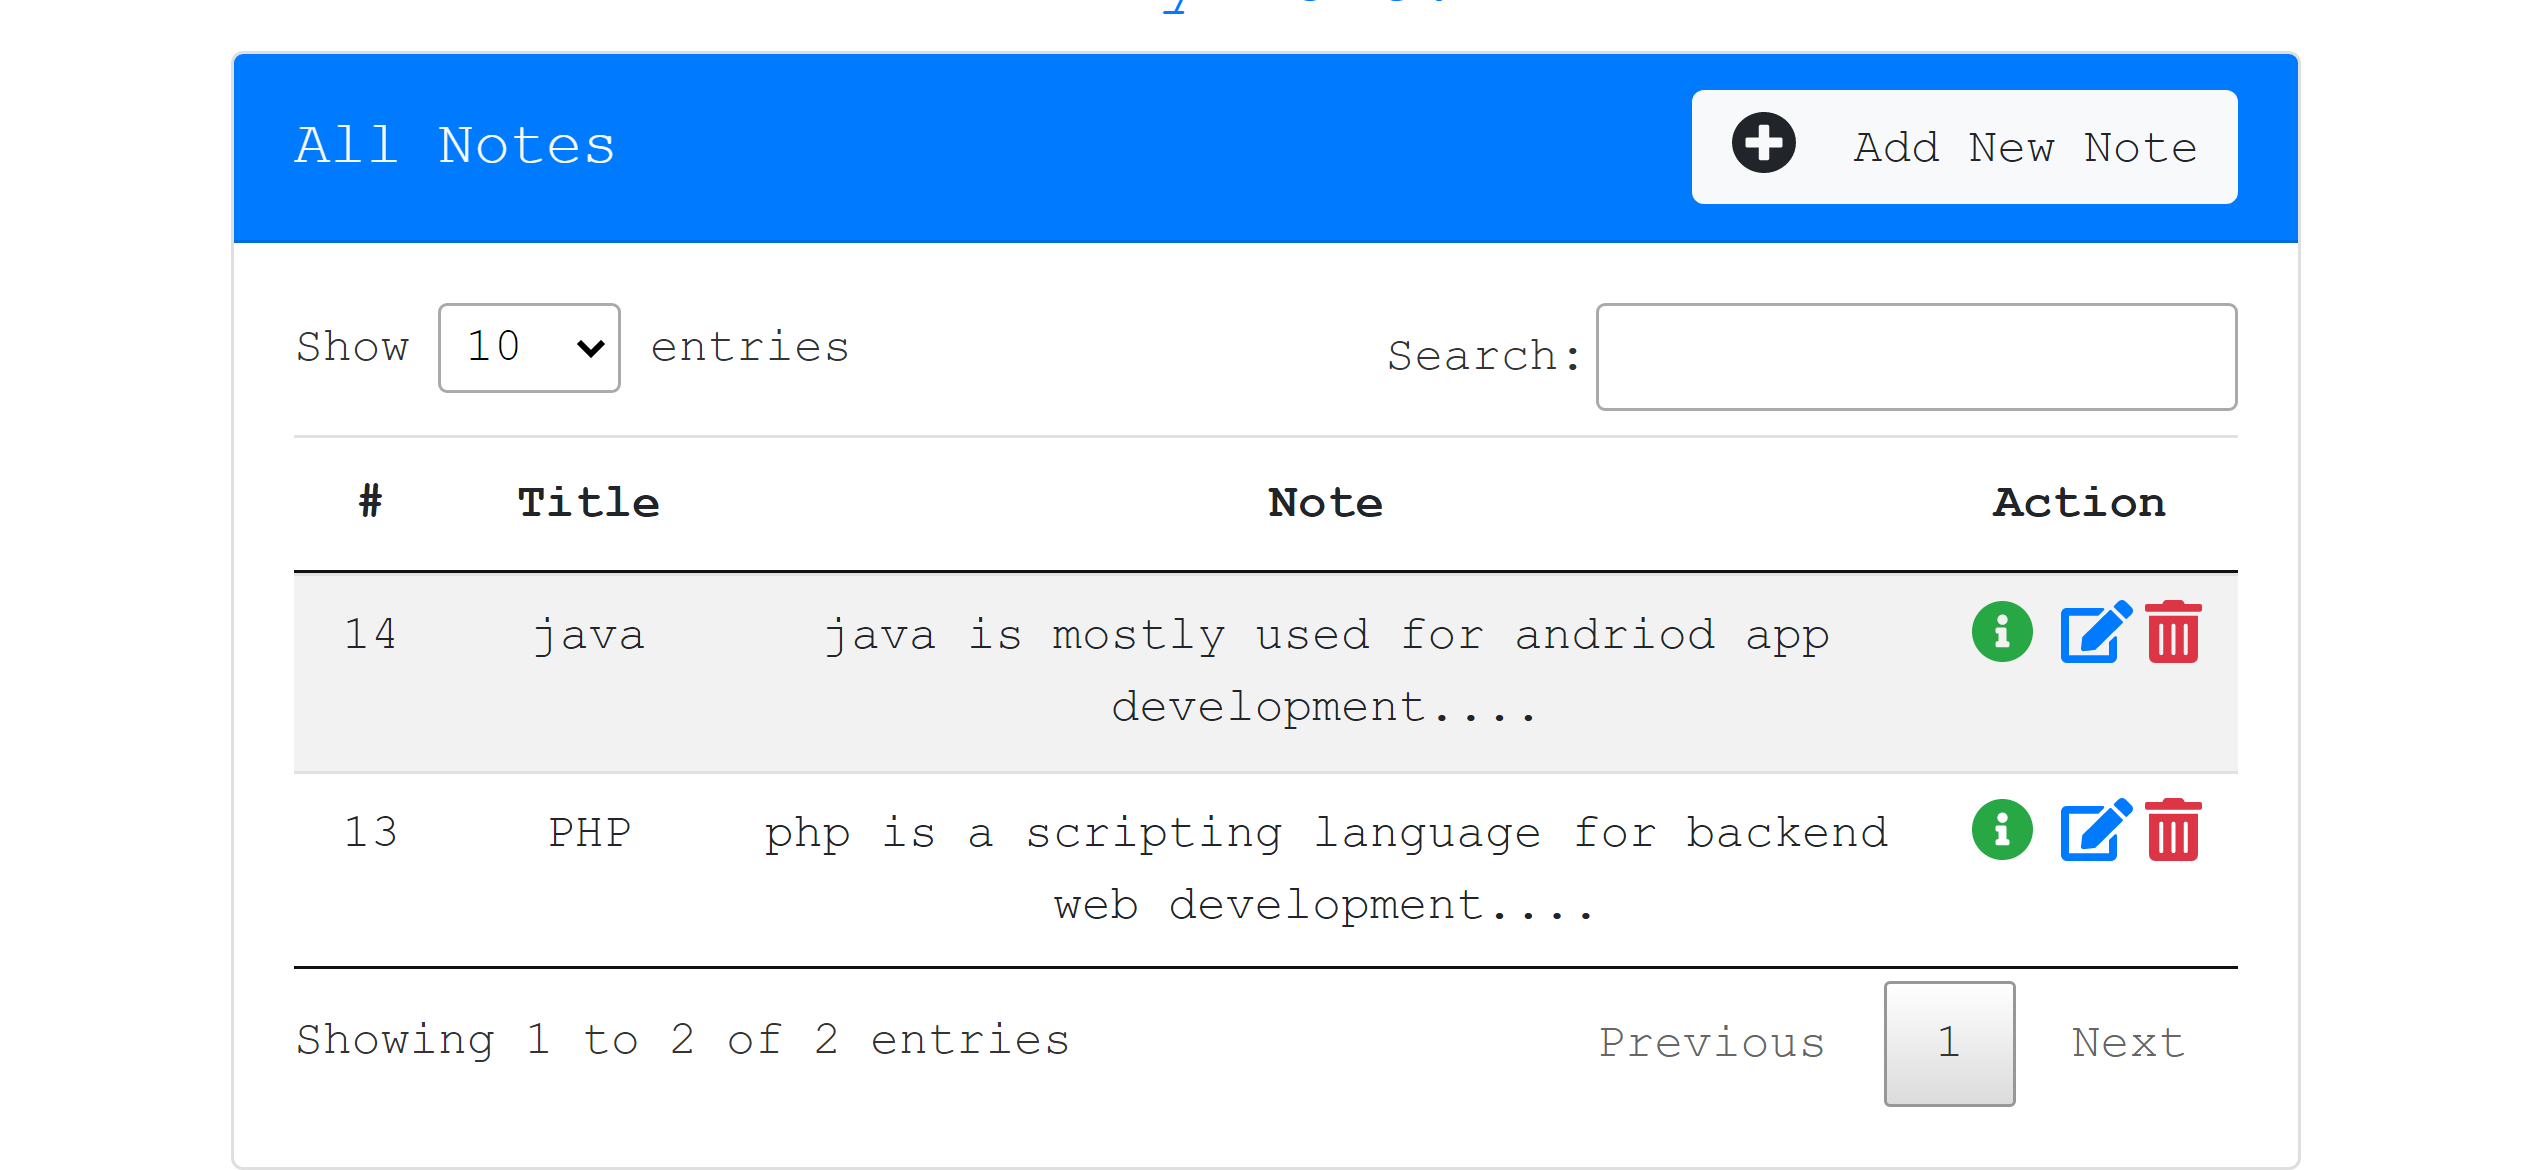 All Notes
Add New Note
Show 10 entries
Search:
# Title Note Action
14 java java is mostly used for andriod app
development....
13 PHP php is a scripting language for backend
web development....
Showing 1 to 2 of 2 entries
Previous 1 Next